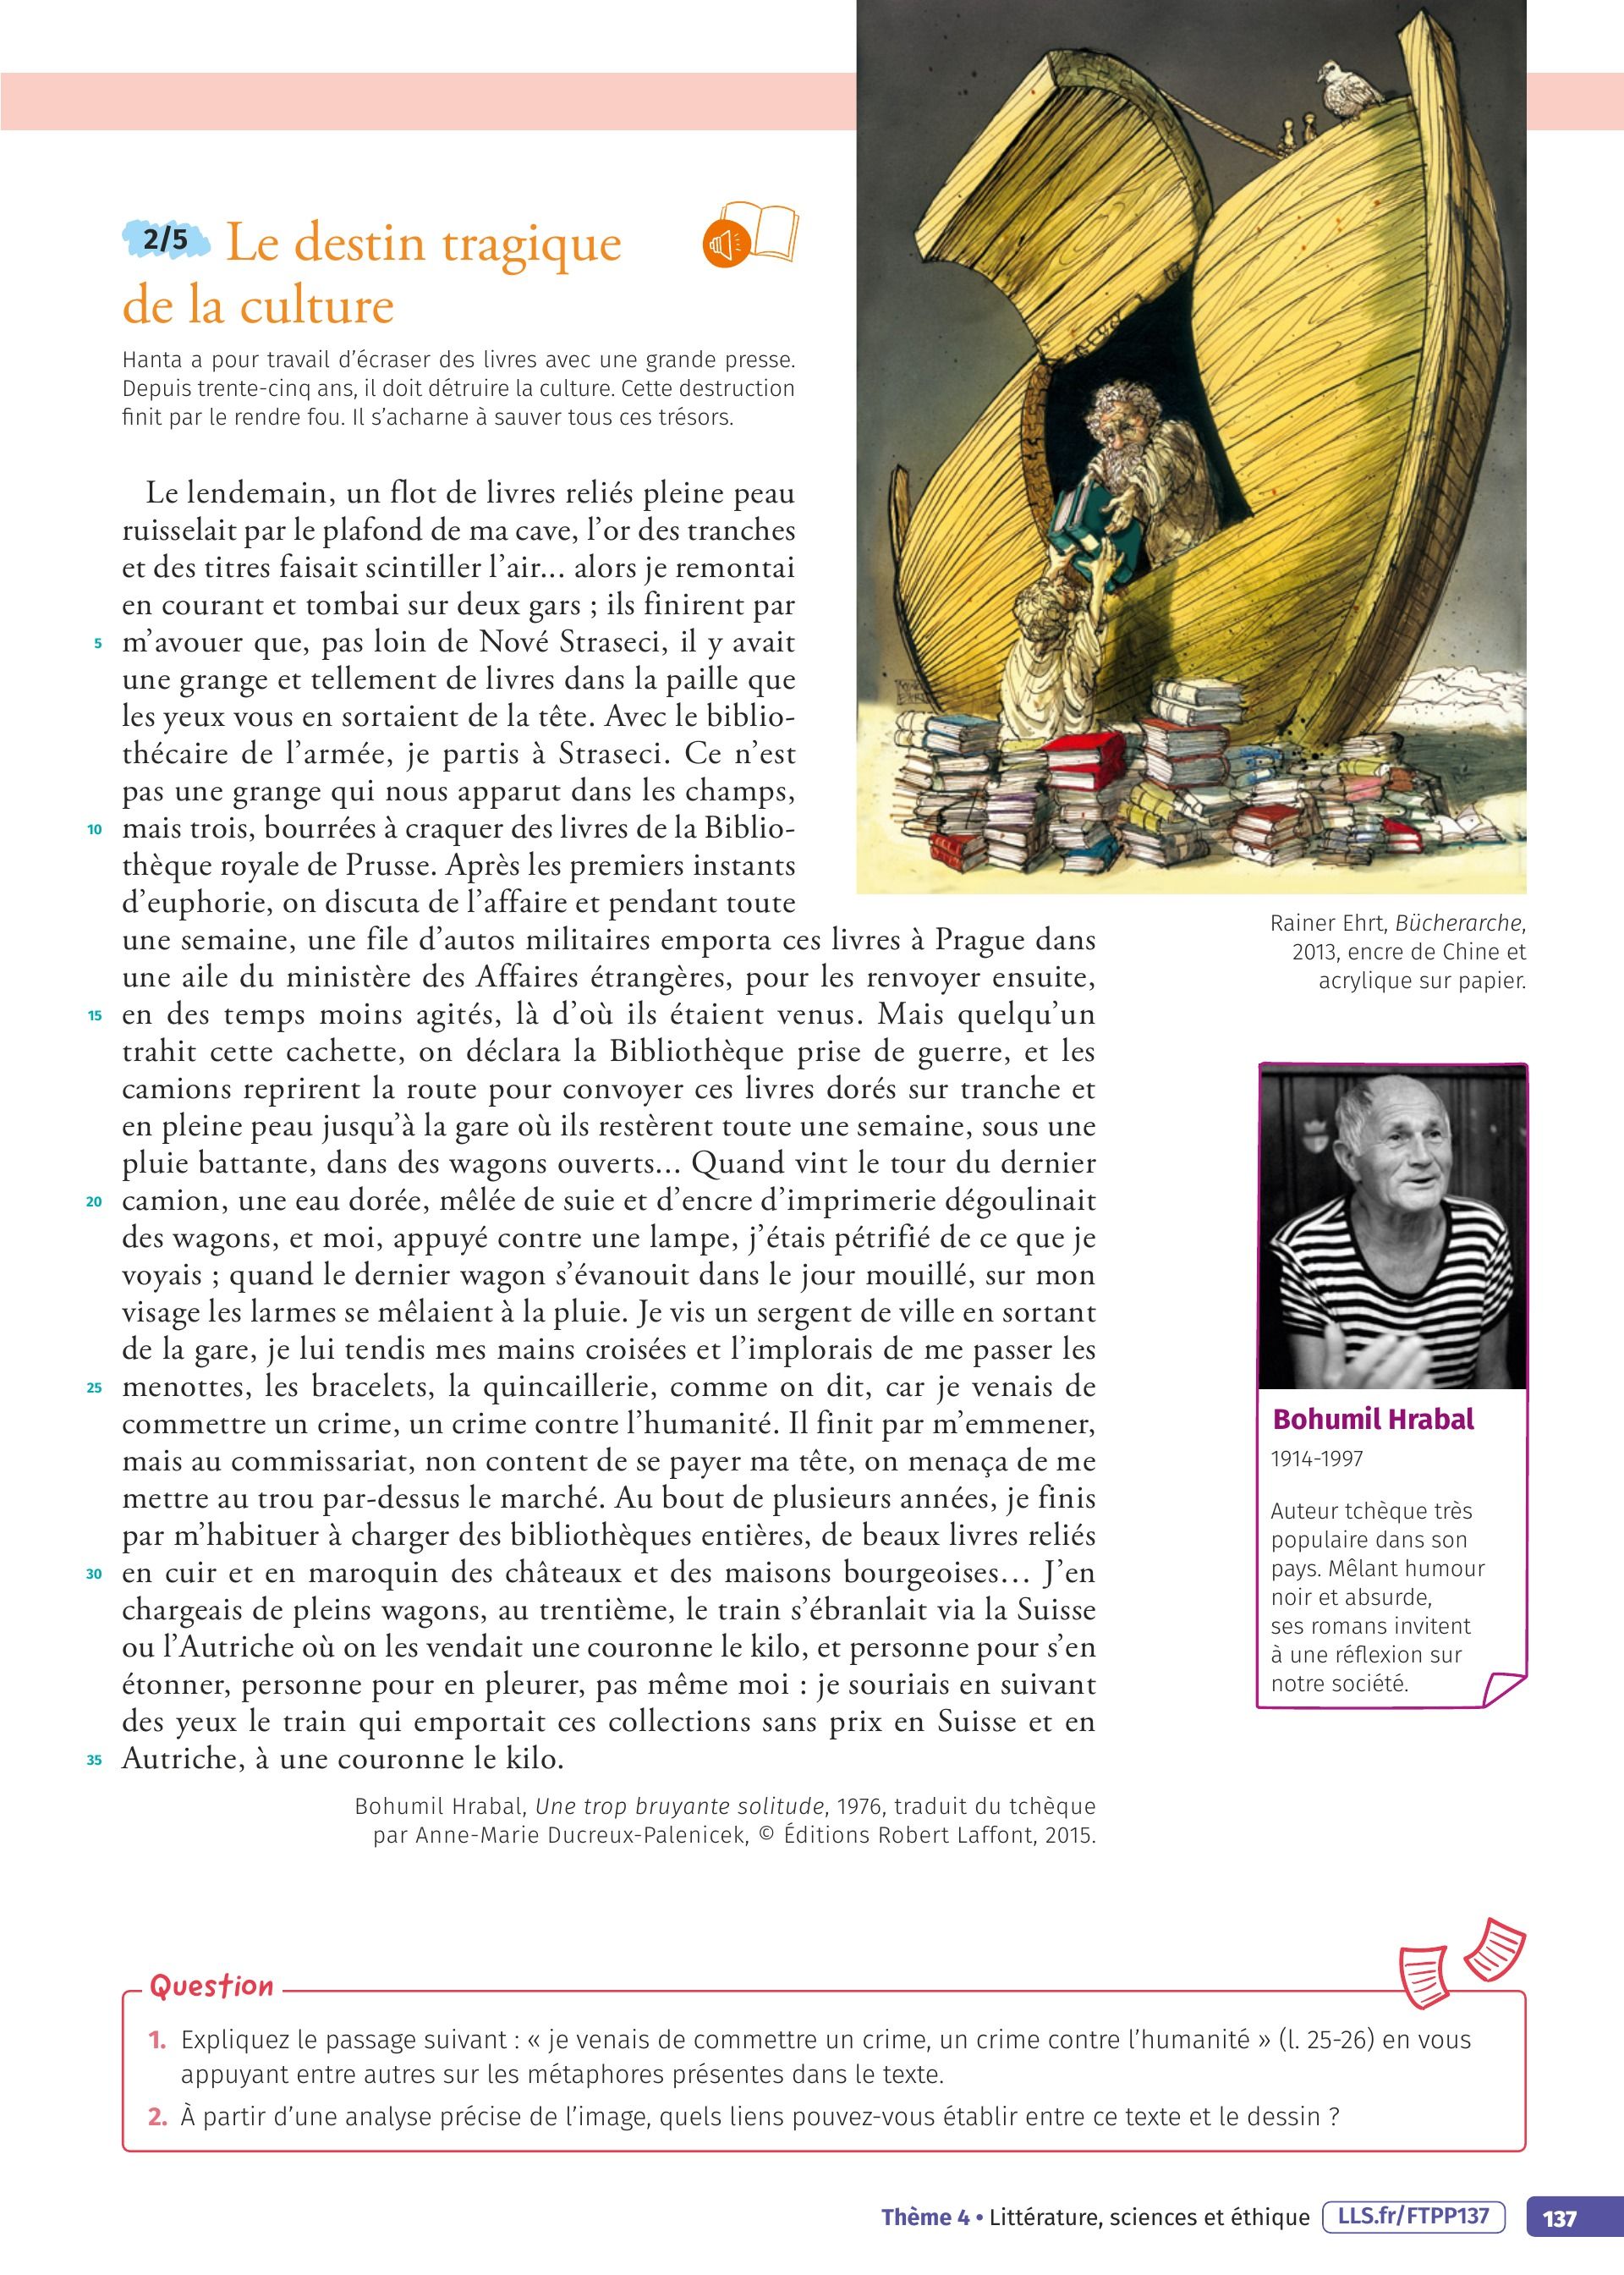 2/5 Le destin tragique
de la culture
Hanta a pour travail d’écraser des livres avec une grande presse.
Depuis trente-cinq ans, il doit détruire la culture. Cette destruction
finit par le rendre fou. Il s’acharne à sauver tous ces trésors.
Le lendemain, un flot de livres reliés pleine peau
ruisselait par le plafond de ma cave, l’or des tranches
et des titres faisait scintiller l’air... alors je remontai
en courant et tombai sur deux gars ; ils finirent par
5 m’avouer que, pas loin de Nové Straseci, il y avait
une grange et tellement de livres dans la paille que
les yeux vous en sortaient de la tête. Avec le biblio-
thécaire de l’armée, je partis à Straseci. Ce n’est
pas une grange qui nous apparut dans les champs,
10 mais trois, bourrées à craquer des livres de la Biblio-
thèque royale de Prusse. Après les premiers instants
d’euphorie, on discuta de l’affaire et pendant toute
une semaine, une file d’autos militaires emporta ces livres à Prague dans
une aile du ministère des Affaires étrangères, pour les renvoyer ensuite,
15 en des temps moins agités, là d’où ils étaient venus. Mais quelqu’un
trahit cette cachette, on déclara la Bibliothèque prise de guerre, et les
camions reprirent la route pour convoyer ces livres dorés sur tranche et
en pleine peau jusqu’à la gare où ils restèrent toute une semaine, sous une
pluie battante, dans des wagons ouverts... Quand vint le tour du dernier
20 camion, une eau dorée, mêlée de suie et d’encre d’imprimerie dégoulinait
des wagons, et moi, appuyé contre une lampe, j’étais pétrifié de ce que je
voyais ; quand le dernier wagon s’évanouit dans le jour mouillé, sur mon
visage les larmes se mêlaient à la pluie. Je vis un sergent de ville en sortant
de la gare, je lui tendis mes mains croisées et l’implorais de me passer les
25 menottes, les bracelets, la quincaillerie, comme on dit, car je venais de
commettre un crime, un crime contre l’humanité. Il finit par m’emmener,
mais au commissariat, non content de se payer ma tête, on menaça de me
mettre au trou par-dessus le marché. Au bout de plusieurs années, je finis
par m’habituer à charger des bibliothèques entières, de beaux livres reliés
30 en cuir et en maroquin des châteaux et des maisons bourgeoises... J’en
chargeais de pleins wagons, au trentième, le train s’ébranlait via la Suisse
ou l’Autriche où on les vendait une couronne le kilo, et personne pour s’en
étonner, personne pour en pleurer, pas même moi : je souriais en suivant
des yeux le train qui emportait ces collections sans prix en Suisse et en
35 Autriche, à une couronne le kilo.
Bohumil Hrabal, Une trop bruyante solitude, 1976, traduit du tchèque
par Anne-Marie Ducreux-Palenicek, © Éditions Robert Laffont, 2015.
Rainer Ehrt, Bücherarche,
2013, encre de Chine et
acrylique sur papier.
Bohumil Hrabal
1914-1997
Auteur tchèque très
populaire dans son
pays. Mêlant humour
noir et absurde,
ses romans invitent
à une réflexion sur
notre société.
Question
1. Expliquez le passage suivant : « je venais de commettre un crime, un crime contre l’humanité » (l. 25-26) en vous
appuyant entre autres sur les métaphores présentes dans le texte.
2. À partir d’une analyse précise de l’image, quels liens pouvez-vous établir entre ce texte et le dessin ?
Thème 4 • Littérature, sciences et éthique LLS.fr/FTPP137 137